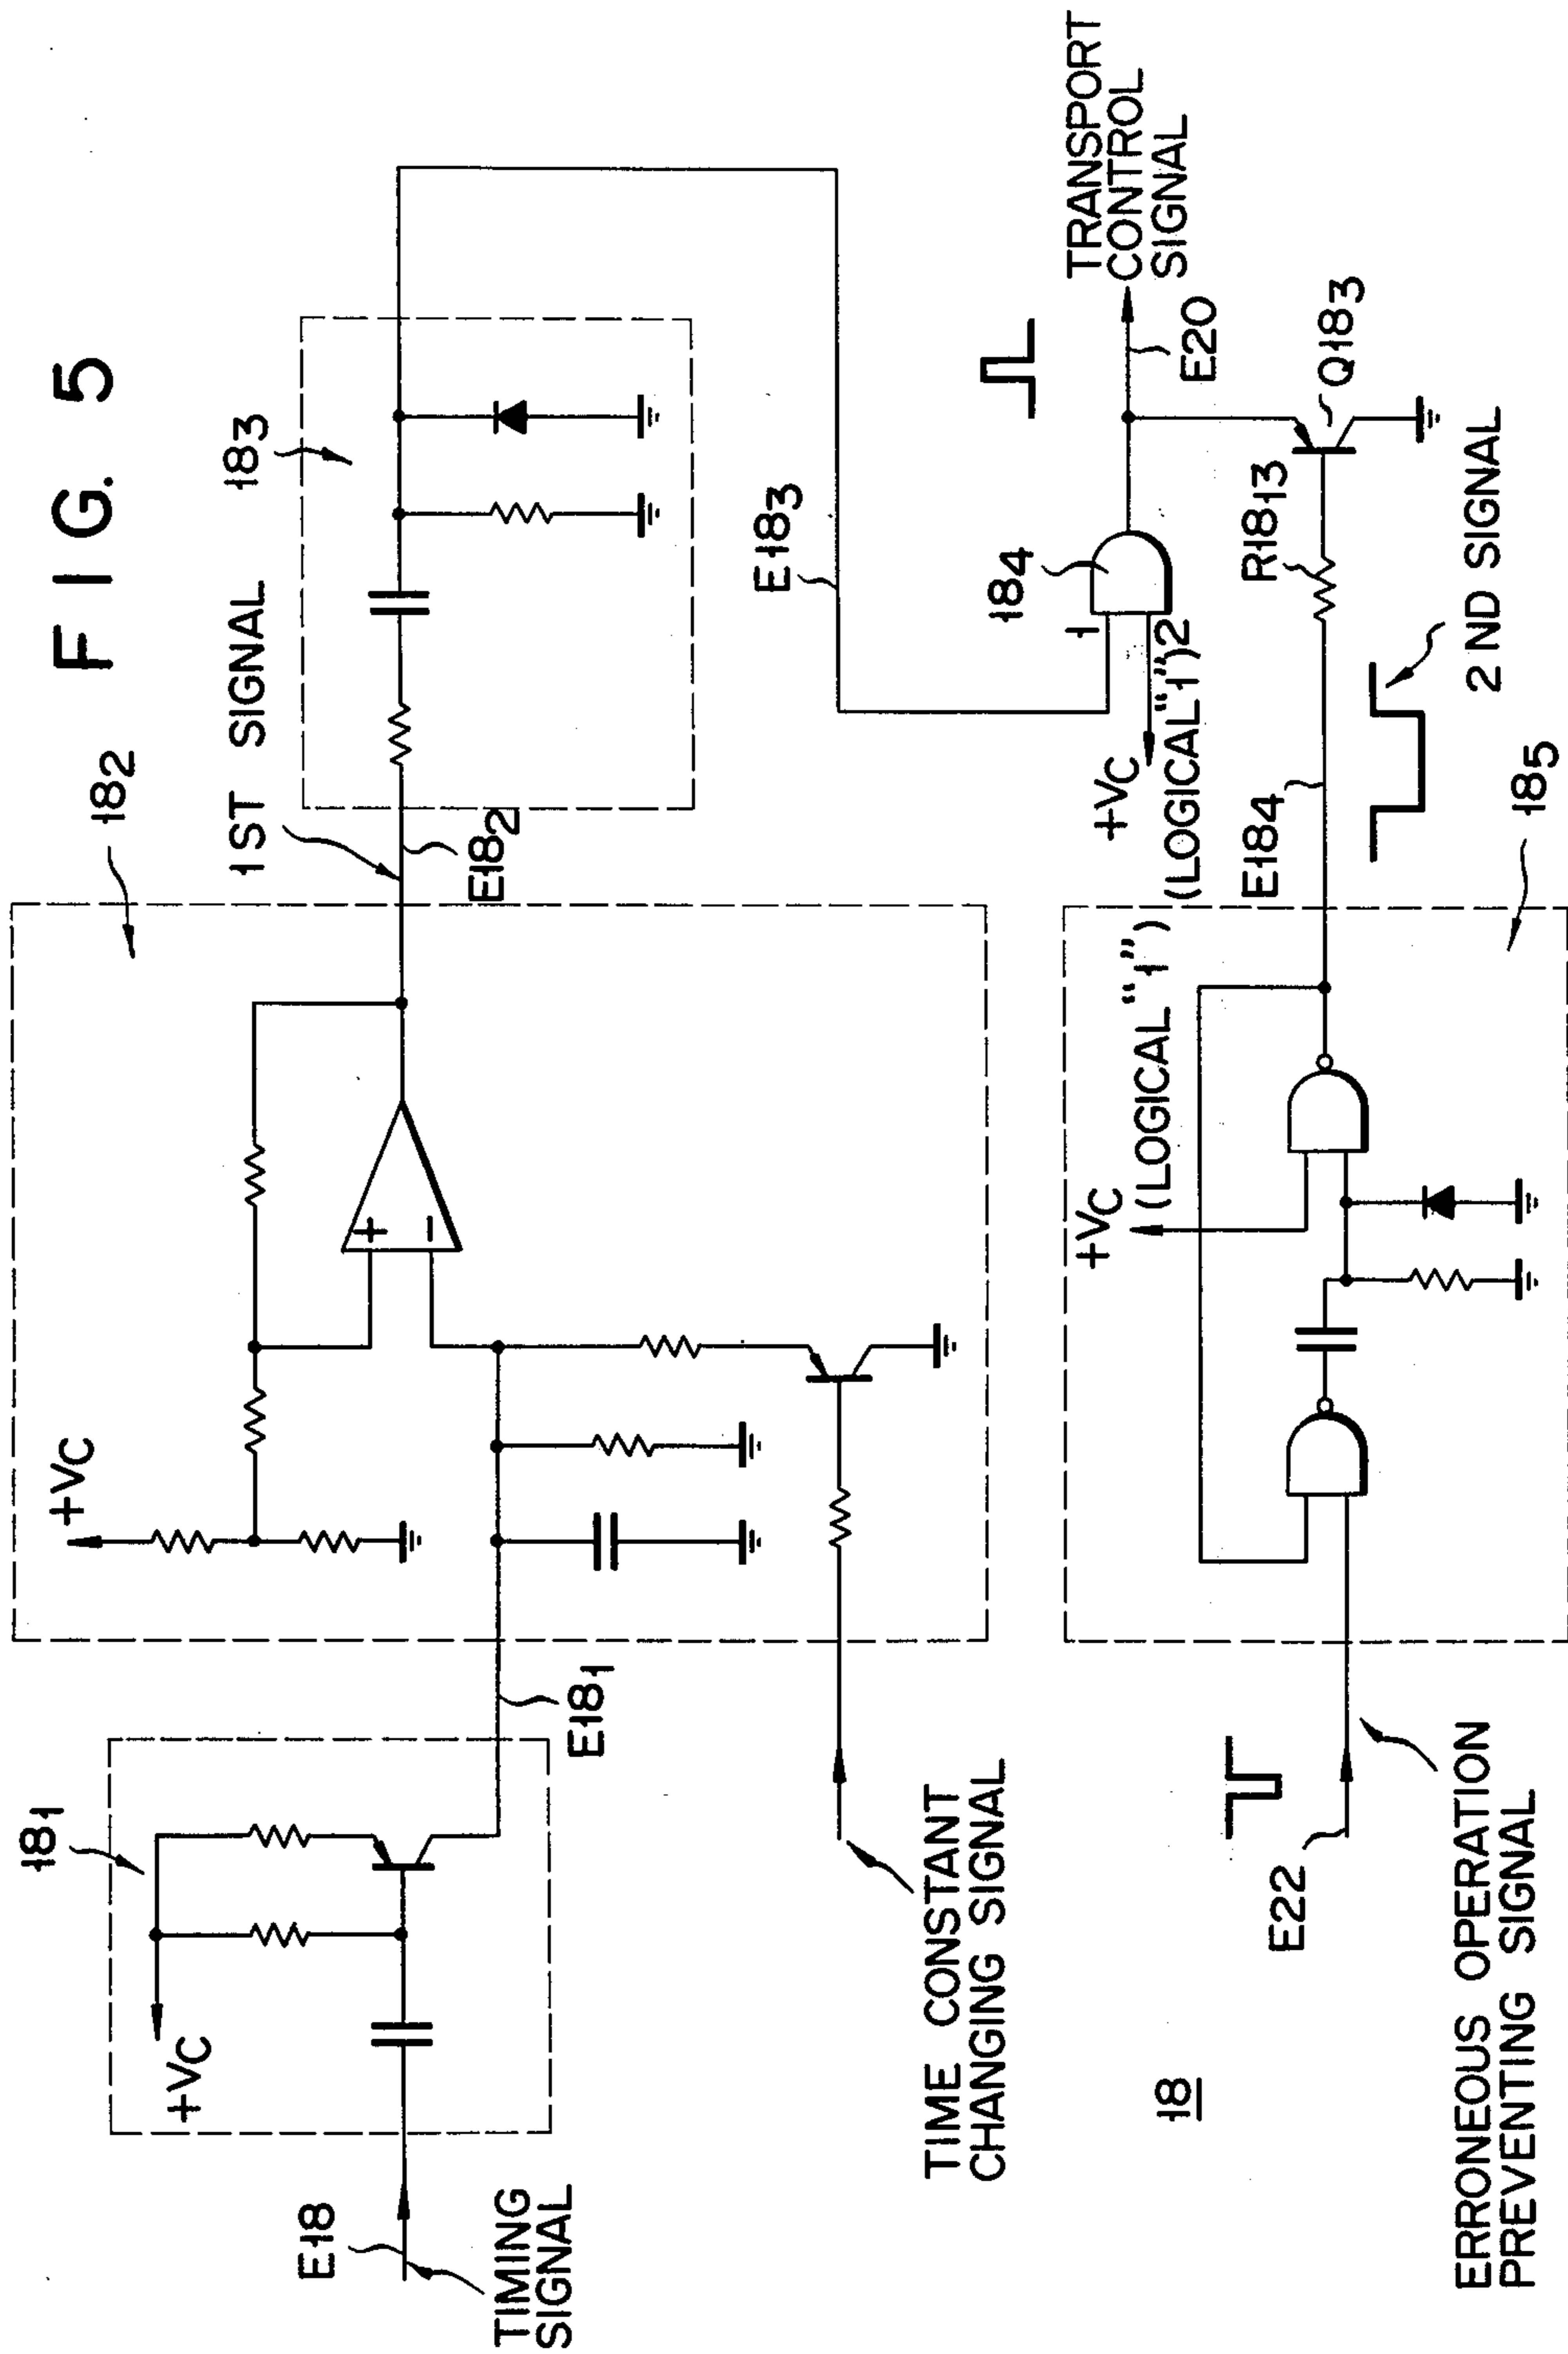 FIG. 5
18₁
+VC
E18
TIMING
SIGNAL
E18₁
18₂
+VC
+
−
TIME CONSTANT
CHANGING SIGNAL
1ST SIGNAL
E18₂
18₃
E18₃
18₄
1
2
+VC
(LOGICAL “1”)
TRANSPORT
CONTROL
SIGNAL
E20
Q18₃
R18₁₃
2 ND SIGNAL
E18₄
18₅
+VC
(LOGICAL “1”)
E22
ERRONEOUS OPERATION
PREVENTING SIGNAL
18